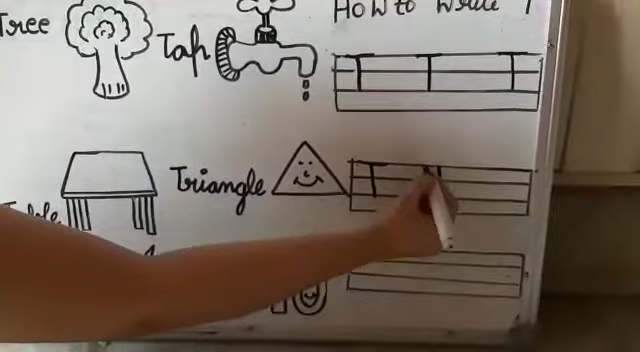 Tree
Tap
How to write T
T T T
Table
Triangle
T